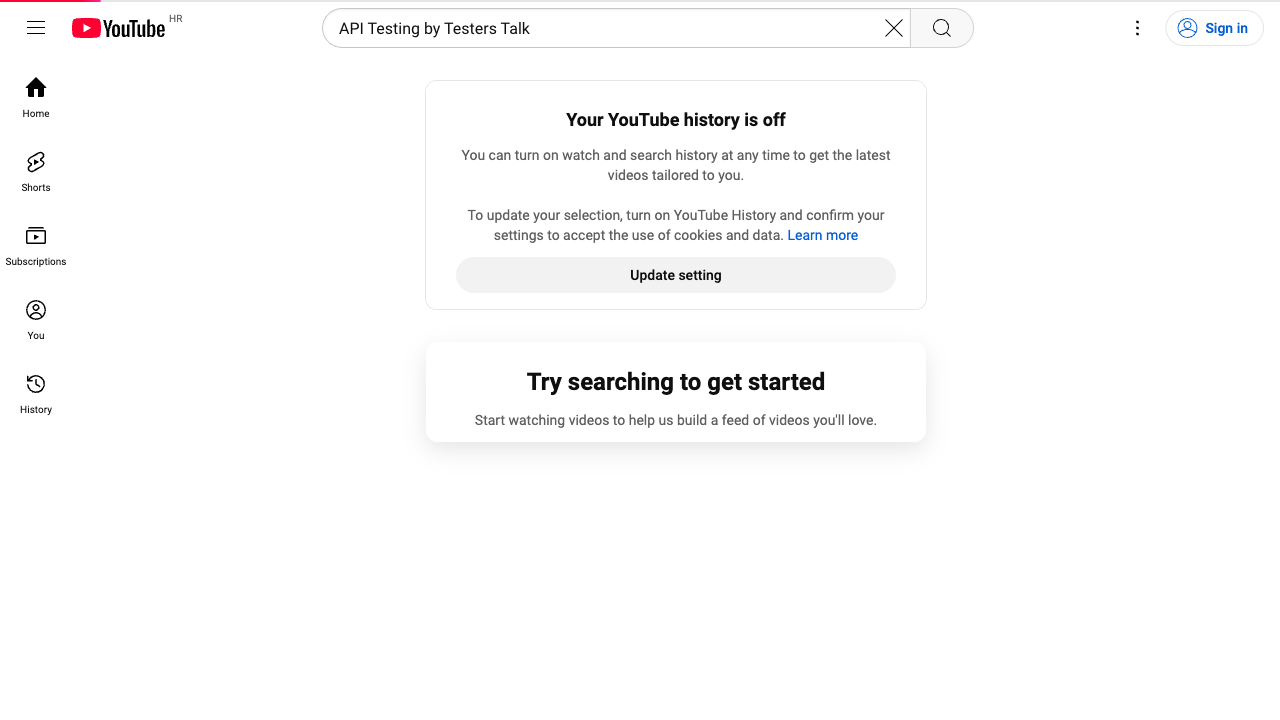 YouTube HR
API Testing by Testers Talk
Sign in
Home
Shorts
Subscriptions
You
History
Your YouTube history is off
You can turn on watch and search history at any time to get the latest
videos tailored to you.
To update your selection, turn on YouTube History and confirm your
settings to accept the use of cookies and data. Learn more
Update setting
Try searching to get started
Start watching videos to help us build a feed of videos you'll love.